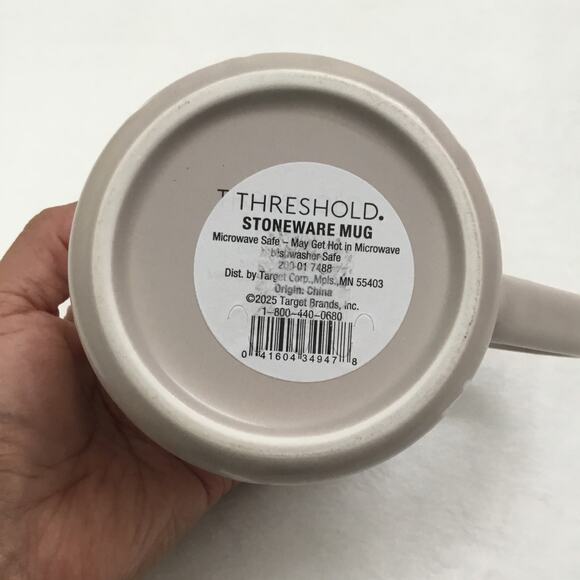 T THRESHOLD.
STONEWARE MUG
Microwave Safe – May Get Hot in Microwave
Dishwasher Safe
200 01 7488
Dist. by Target Corp., Mpls., MN 55403
Origin: China
©2025 Target Brands, Inc.
1-800-440-0680
0 41604 34947 8